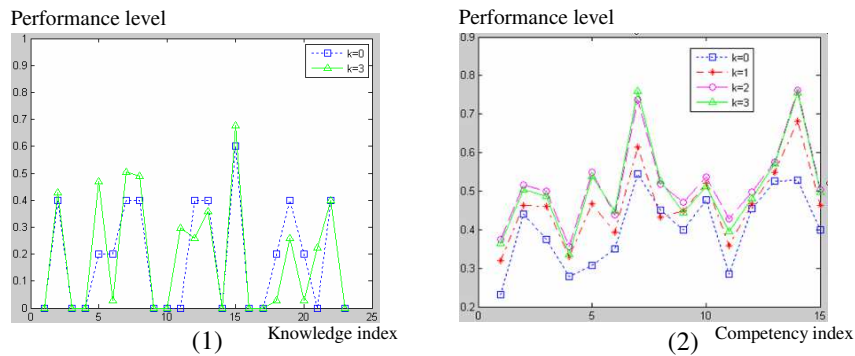 Performance level
1
0.9
0.8
0.7
0.6
0.5
0.4
0.3
0.2
0.1
0
0 5 10 15 20 25
k=0
k=3
Knowledge index
(1)
Performance level
0.9
0.8
0.7
0.6
0.5
0.4
0.3
0.2
0 5 10 15
k=0
k=1
k=2
k=3
Competency index
(2)